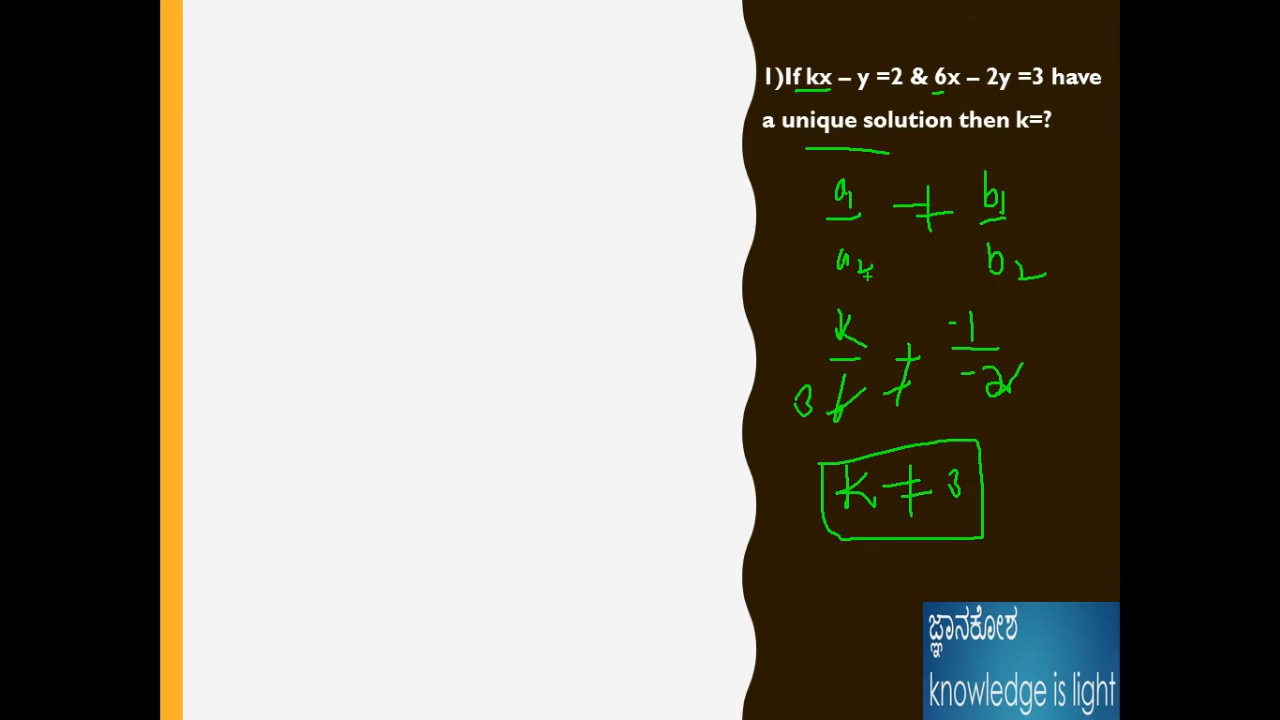 1)If kx – y =2 & 6x – 2y =3 have
a unique solution then k=?
a1 ≠ b1
a2 b2
k ≠ -1
3 6 -2
k ≠ 3
ಜ್ಞಾನಕೋಶ
knowledge is light